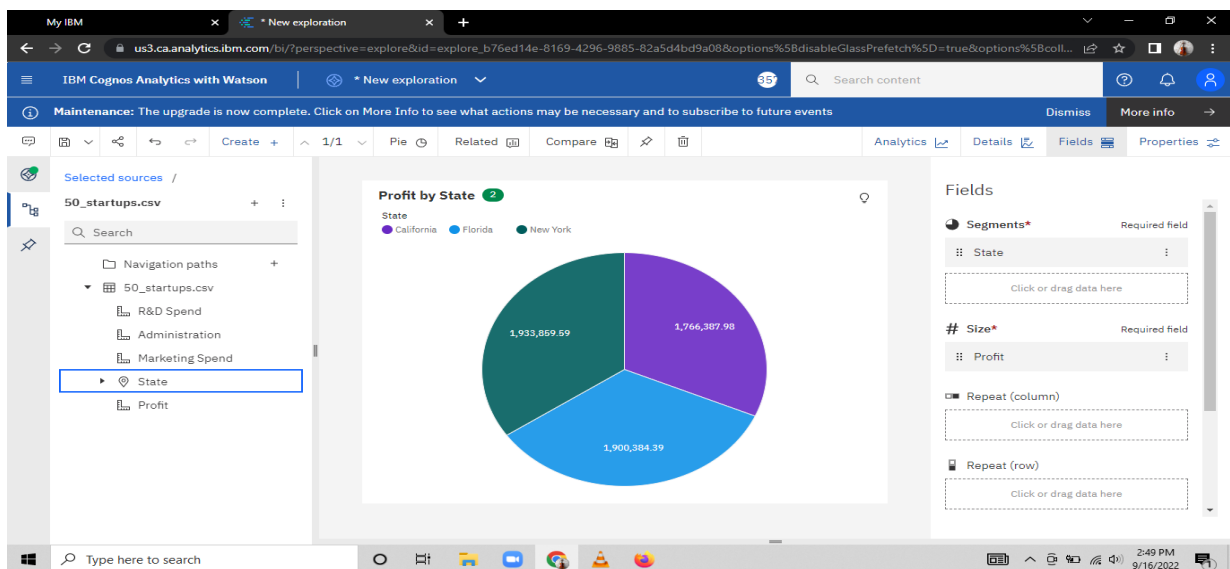 My IBM
* New exploration
us3.ca.analytics.ibm.com/bi/?perspective=explore&id=explore_b76ed14e-8169-4296-9885-82a5d4bd9a08&options%5BdisableGlassPrefetch%5D=true&options%5Bcoll...
IBM Cognos Analytics with Watson
* New exploration
Search content
Maintenance: The upgrade is now complete. Click on More Info to see what actions may be necessary and to subscribe to future events
Dismiss
More info
Create +
1/1
Pie
Related
Compare
Analytics
Details
Fields
Properties
Selected sources /
50_startups.csv
Search
Navigation paths
50_startups.csv
R&D Spend
Administration
Marketing Spend
State
Profit
Profit by State 2
State
California
Florida
New York
1,933,859.59
1,766,387.98
1,900,384.39
Fields
Segments*
Required field
State
Click or drag data here
# Size*
Required field
Profit
Repeat (column)
Click or drag data here
Repeat (row)
Click or drag data here
Type here to search
2:49 PM
9/16/2022